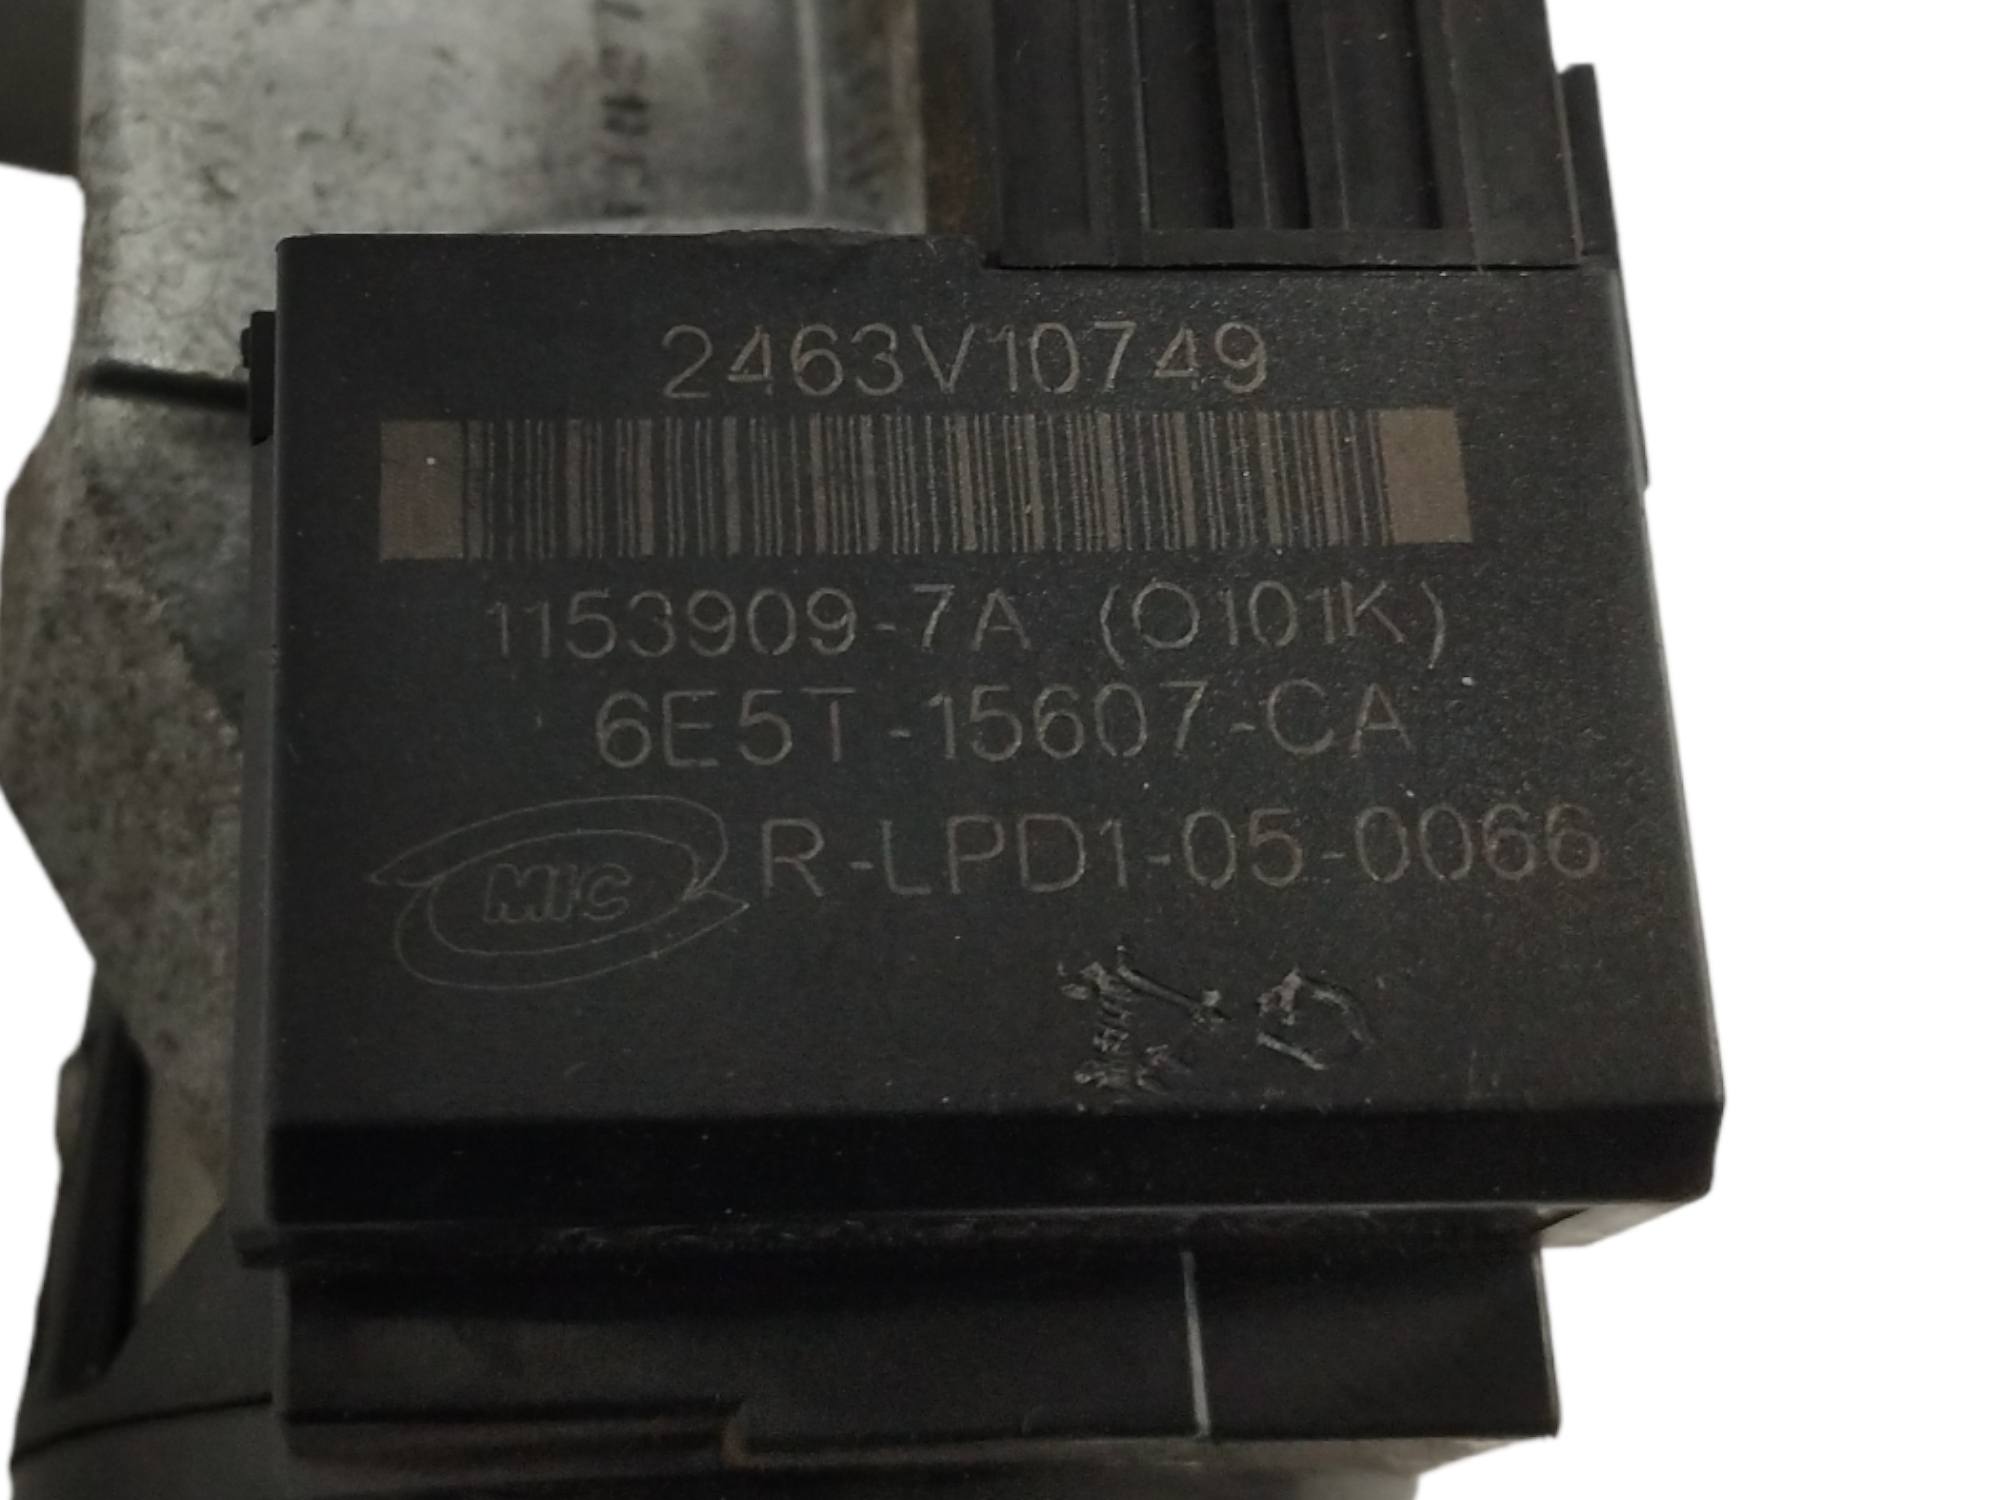 2463V10749
1153909-7A (O101K)
6E5T-15607-CA
MIC R-LPD1-05-0066